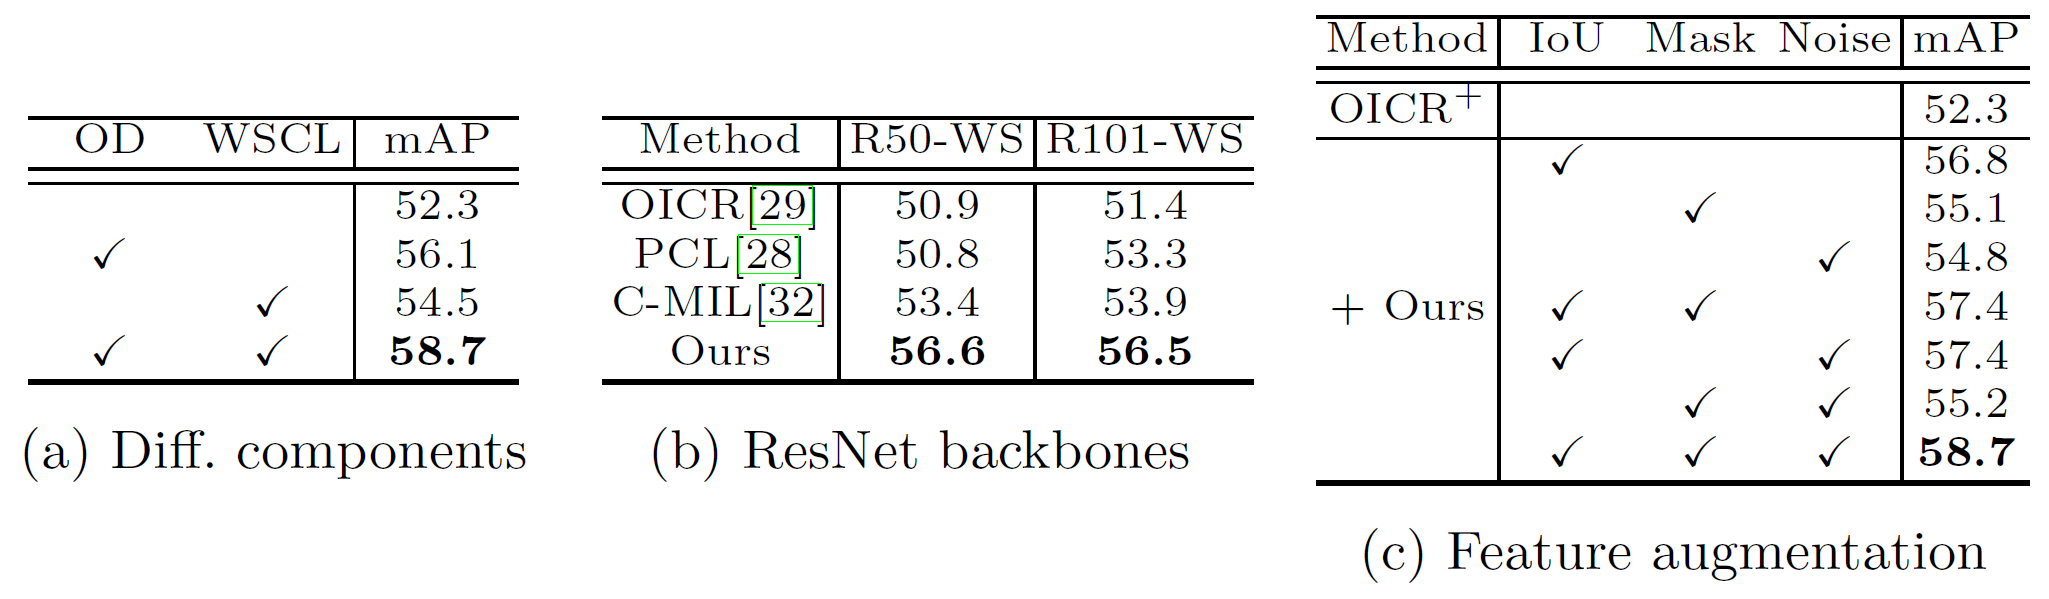 OD WSCL mAP
52.3
✓ 56.1
✓ 54.5
✓ ✓ 58.7
(a) Diff. components
Method R50-WS R101-WS
OICR[29] 50.9 51.4
PCL[28] 50.8 53.3
C-MIL[32] 53.4 53.9
Ours 56.6 56.5
(b) ResNet backbones
Method IoU Mask Noise mAP
OICR+ 52.3
✓ 56.8
✓ 55.1
✓ 54.8
+ Ours ✓ ✓ 57.4
✓ ✓ 57.4
✓ ✓ 55.2
✓ ✓ ✓ 58.7
(c) Feature augmentation